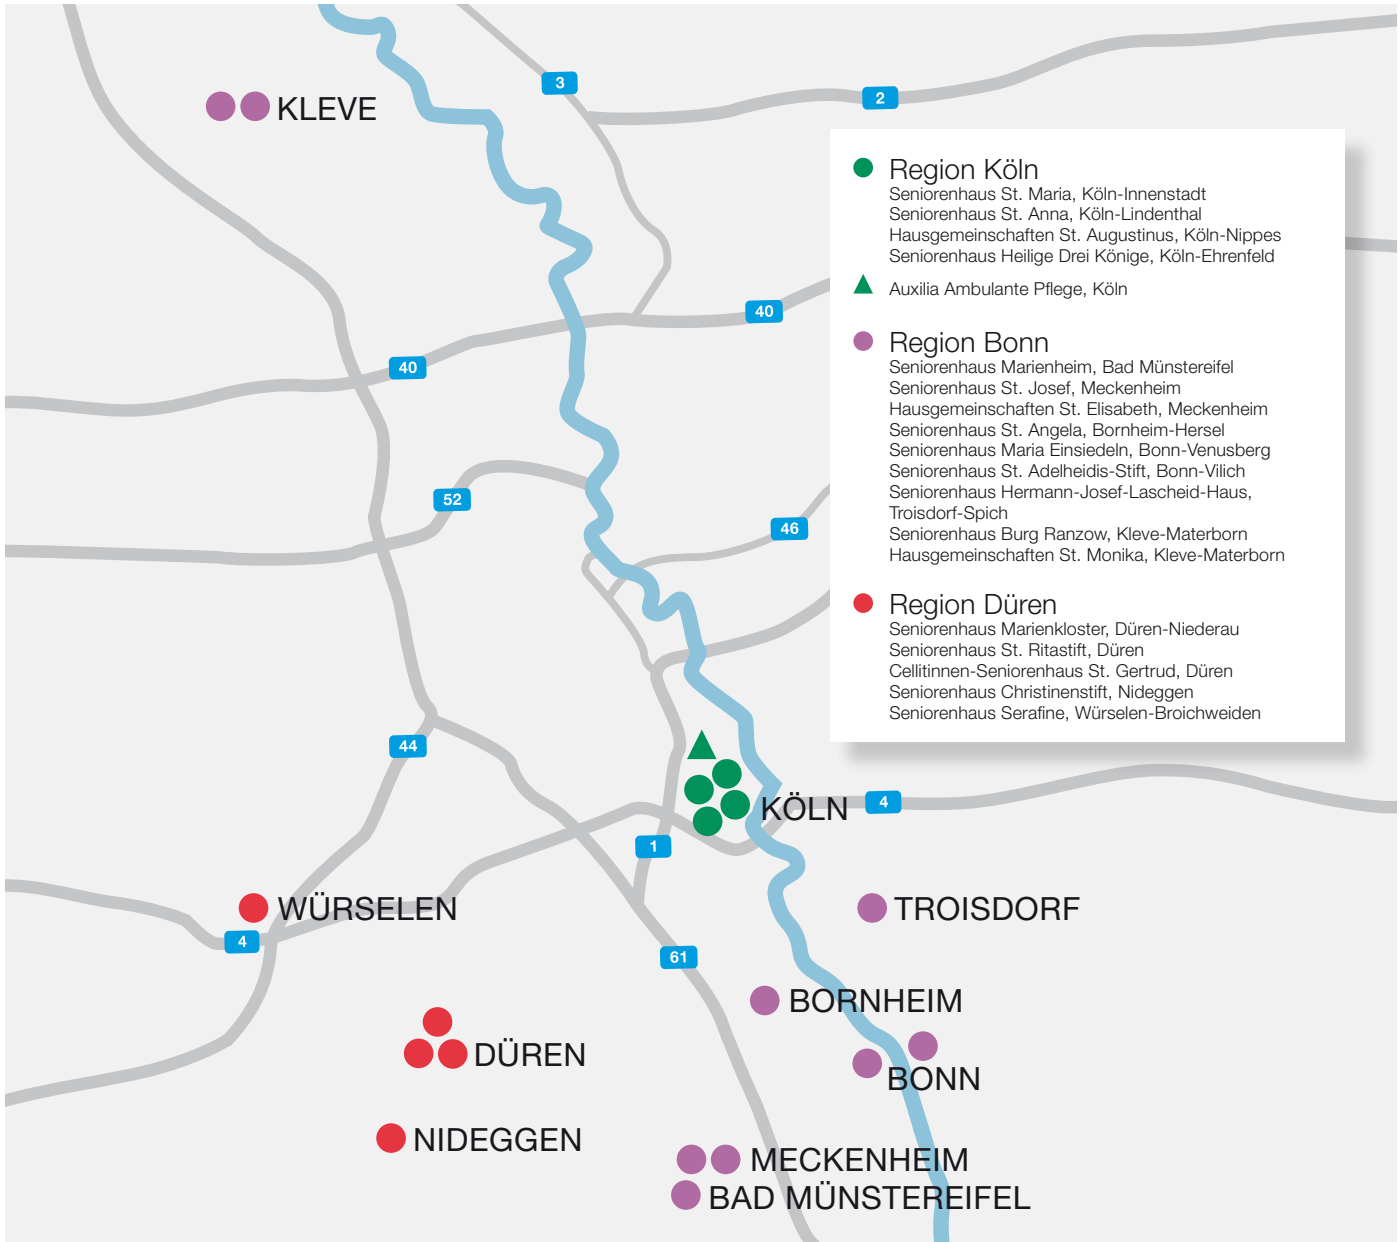 3
2
KLEVE
Region Köln
Seniorenhaus St. Maria, Köln-Innenstadt
Seniorenhaus St. Anna, Köln-Lindenthal
Hausgemeinschaften St. Augustinus, Köln-Nippes
Seniorenhaus Heilige Drei Könige, Köln-Ehrenfeld
Auxilia Ambulante Pflege, Köln
Region Bonn
Seniorenhaus Marienheim, Bad Münstereifel
Seniorenhaus St. Josef, Meckenheim
Hausgemeinschaften St. Elisabeth, Meckenheim
Seniorenhaus St. Angela, Bornheim-Hersel
Seniorenhaus Maria Einsiedeln, Bonn-Venusberg
Seniorenhaus St. Adelheidis-Stift, Bonn-Vilich
Seniorenhaus Hermann-Josef-Lascheid-Haus,
Troisdorf-Spich
Seniorenhaus Burg Ranzow, Kleve-Materborn
Hausgemeinschaften St. Monika, Kleve-Materborn
Region Düren
Seniorenhaus Marienkloster, Düren-Niederau
Seniorenhaus St. Ritastift, Düren
Cellitinnen-Seniorenhaus St. Gertrud, Düren
Seniorenhaus Christinenstift, Nideggen
Seniorenhaus Serafine, Würselen-Broichweiden
40
40
52
46
44
KÖLN
4
1
WÜRSELEN
TROISDORF
4
61
BORNHEIM
DÜREN
BONN
NIDEGGEN
MECKENHEIM
BAD MÜNSTEREIFEL